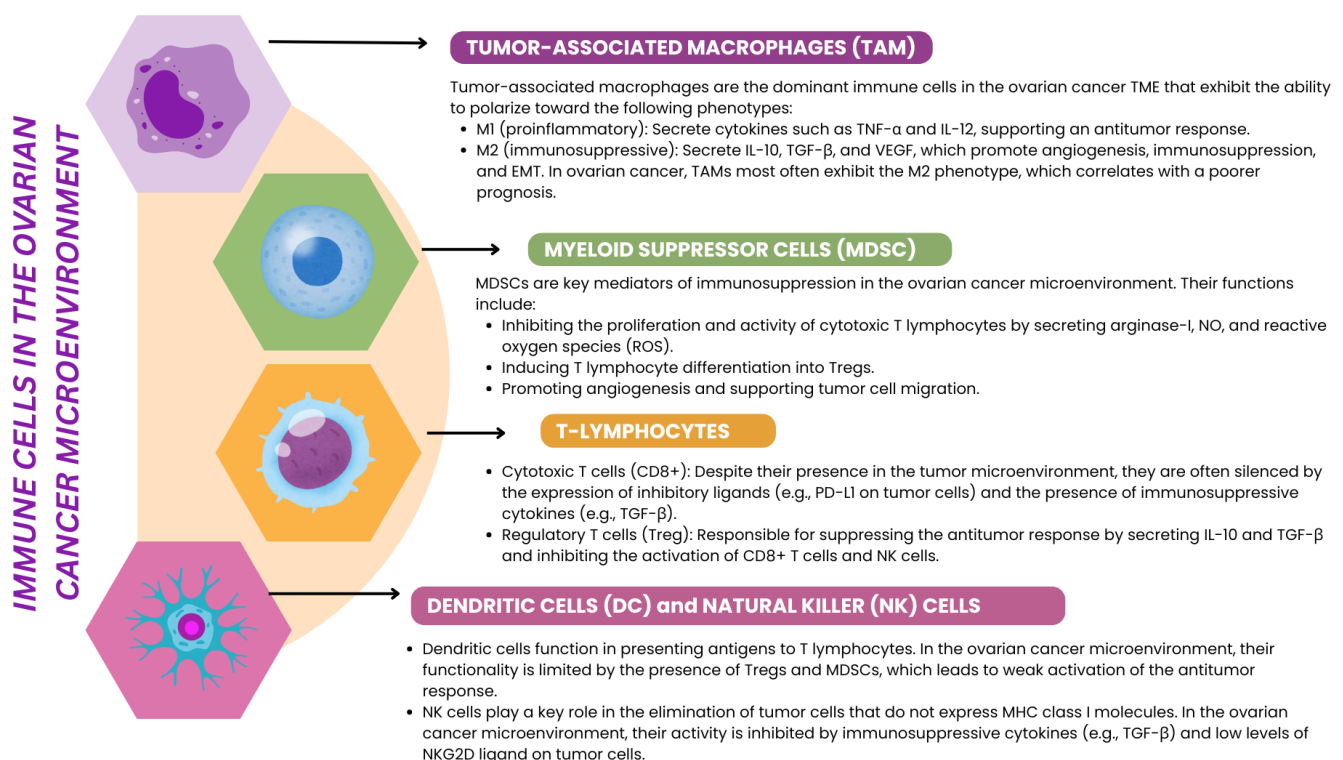 IMMUNE CELLS IN THE OVARIAN
CANCER MICROENVIRONMENT
TUMOR-ASSOCIATED MACROPHAGES (TAM)
Tumor-associated macrophages are the dominant immune cells in the ovarian cancer TME that exhibit the ability
to polarize toward the following phenotypes:
• M1 (proinflammatory): Secrete cytokines such as TNF-α and IL-12, supporting an antitumor response.
• M2 (immunosuppressive): Secrete IL-10, TGF-β, and VEGF, which promote angiogenesis, immunosuppression,
and EMT. In ovarian cancer, TAMs most often exhibit the M2 phenotype, which correlates with a poorer
prognosis.
MYELOID SUPPRESSOR CELLS (MDSC)
MDSCs are key mediators of immunosuppression in the ovarian cancer microenvironment. Their functions
include:
• Inhibiting the proliferation and activity of cytotoxic T lymphocytes by secreting arginase-I, NO, and reactive
oxygen species (ROS).
• Inducing T lymphocyte differentiation into Tregs.
• Promoting angiogenesis and supporting tumor cell migration.
T-LYMPHOCYTES
• Cytotoxic T cells (CD8+): Despite their presence in the tumor microenvironment, they are often silenced by
the expression of inhibitory ligands (e.g., PD-L1 on tumor cells) and the presence of immunosuppressive
cytokines (e.g., TGF-β).
• Regulatory T cells (Treg): Responsible for suppressing the antitumor response by secreting IL-10 and TGF-β
and inhibiting the activation of CD8+ T cells and NK cells.
DENDRITIC CELLS (DC) and NATURAL KILLER (NK) CELLS
• Dendritic cells function in presenting antigens to T lymphocytes. In the ovarian cancer microenvironment, their
functionality is limited by the presence of Tregs and MDSCs, which leads to weak activation of the antitumor
response.
• NK cells play a key role in the elimination of tumor cells that do not express MHC class I molecules. In the ovarian
cancer microenvironment, their activity is inhibited by immunosuppressive cytokines (e.g., TGF-β) and low levels of
NKG2D ligand on tumor cells.